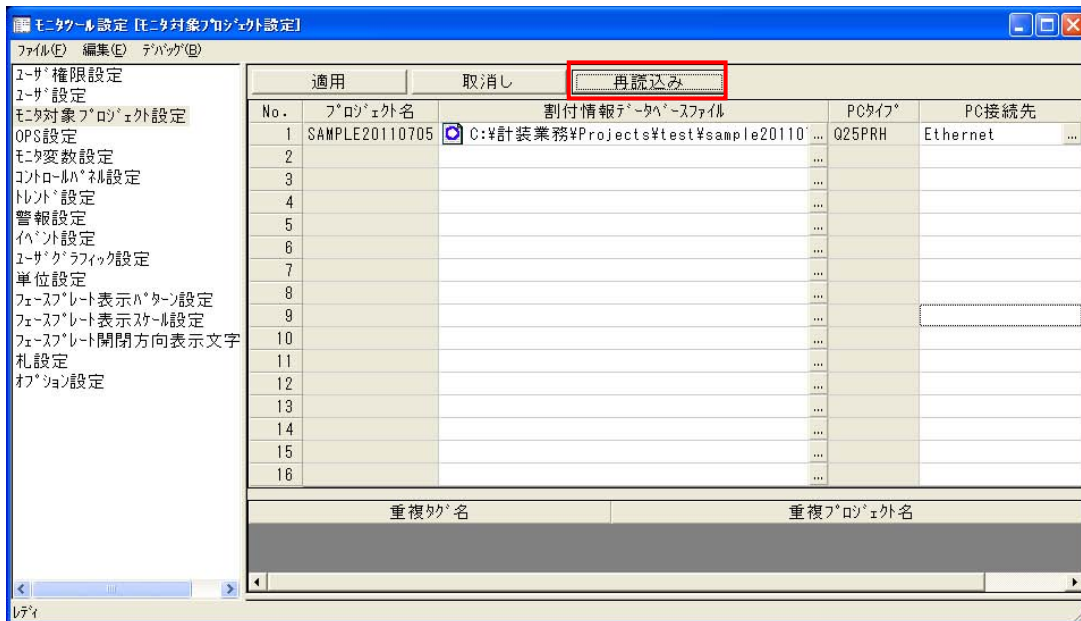 モニタツール設定 [モニタ対象プロジェクト設定]
ファイル(F) 編集(E) デバッグ(B)
ユーザ権限設定
ユーザ設定
モニタ対象プロジェクト設定
OPS設定
モニタ変数設定
コントロールパネル設定
トレンド設定
警報設定
イベント設定
ユーザグラフィック設定
単位設定
フェースプレート表示パターン設定
フェースプレート表示スケール設定
フェースプレート開閉方向表示文字
札設定
オプション設定
適用 取消し 再読込み
No. プロジェクト名 割付情報データベースファイル PCタイプ PC接続先
1 SAMPLE20110705 C:¥計装業務¥Projects¥test¥sample20110 ... Q25PRH Ethernet ...
2 ...
3 ...
4 ...
5 ...
6 ...
7 ...
8 ...
9 ...
10 ...
11 ...
12 ...
13 ...
14 ...
15 ...
16 ...
重複タグ名 重複プロジェクト名
レディ